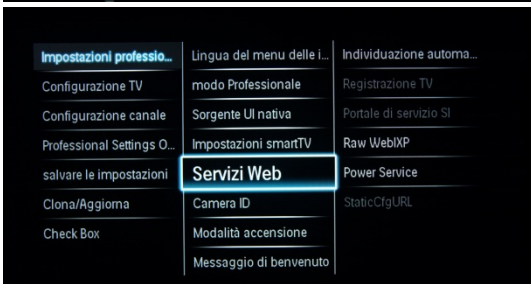 Impostazioni professio...
Configurazione TV
Configurazione canale
Professional Settings O...
salvare le impostazioni
Clona/Aggiorna
Check Box
Lingua del menu delle i...
modo Professionale
Sorgente UI nativa
Impostazioni smartTV
Servizi Web
Camera ID
Modalità accensione
Messaggio di benvenuto
Individuazione automa...
Registrazione TV
Portale di servizio SI
Raw WebIXP
Power Service
StaticCfgURL